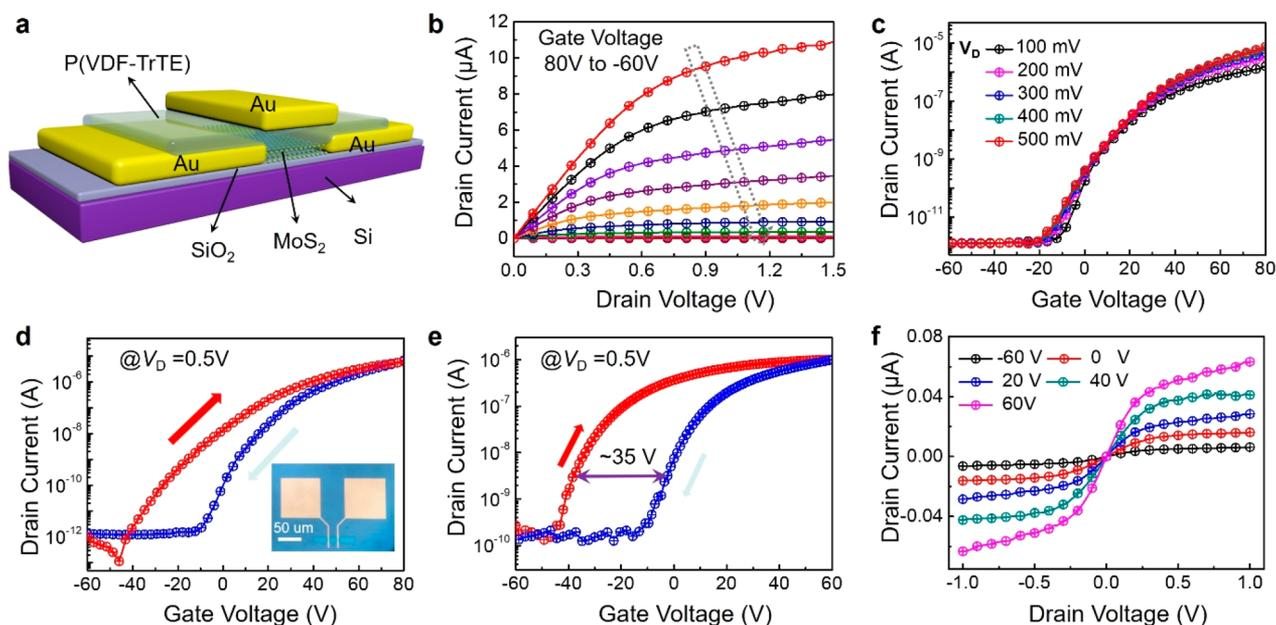 a
P(VDF-TrTE)
Au
Au
Au
SiO2
MoS2
Si
b
Gate Voltage
80V to -60V
Drain Current (μA)
12
10
8
6
4
2
0
0.0 0.3 0.6 0.9 1.2 1.5
Drain Voltage (V)
c
VD
100 mV
200 mV
300 mV
400 mV
500 mV
Drain Current (A)
10-5
10-7
10-9
10-11
-60 -40 -20 0 20 40 60 80
Gate Voltage (V)
d
@VD =0.5V
Drain Current (A)
10-6
10-8
10-10
10-12
50 um
-60 -40 -20 0 20 40 60 80
Gate Voltage (V)
e
@VD =0.5V
~35 V
Drain Current (A)
10-6
10-7
10-8
10-9
10-10
-60 -40 -20 0 20 40 60
Gate Voltage (V)
f
-60 V 0 V
20 V 40 V
60V
Drain Current (μA)
0.08
0.04
0.00
-0.04
-1.0 -0.5 0.0 0.5 1.0
Drain Voltage (V)